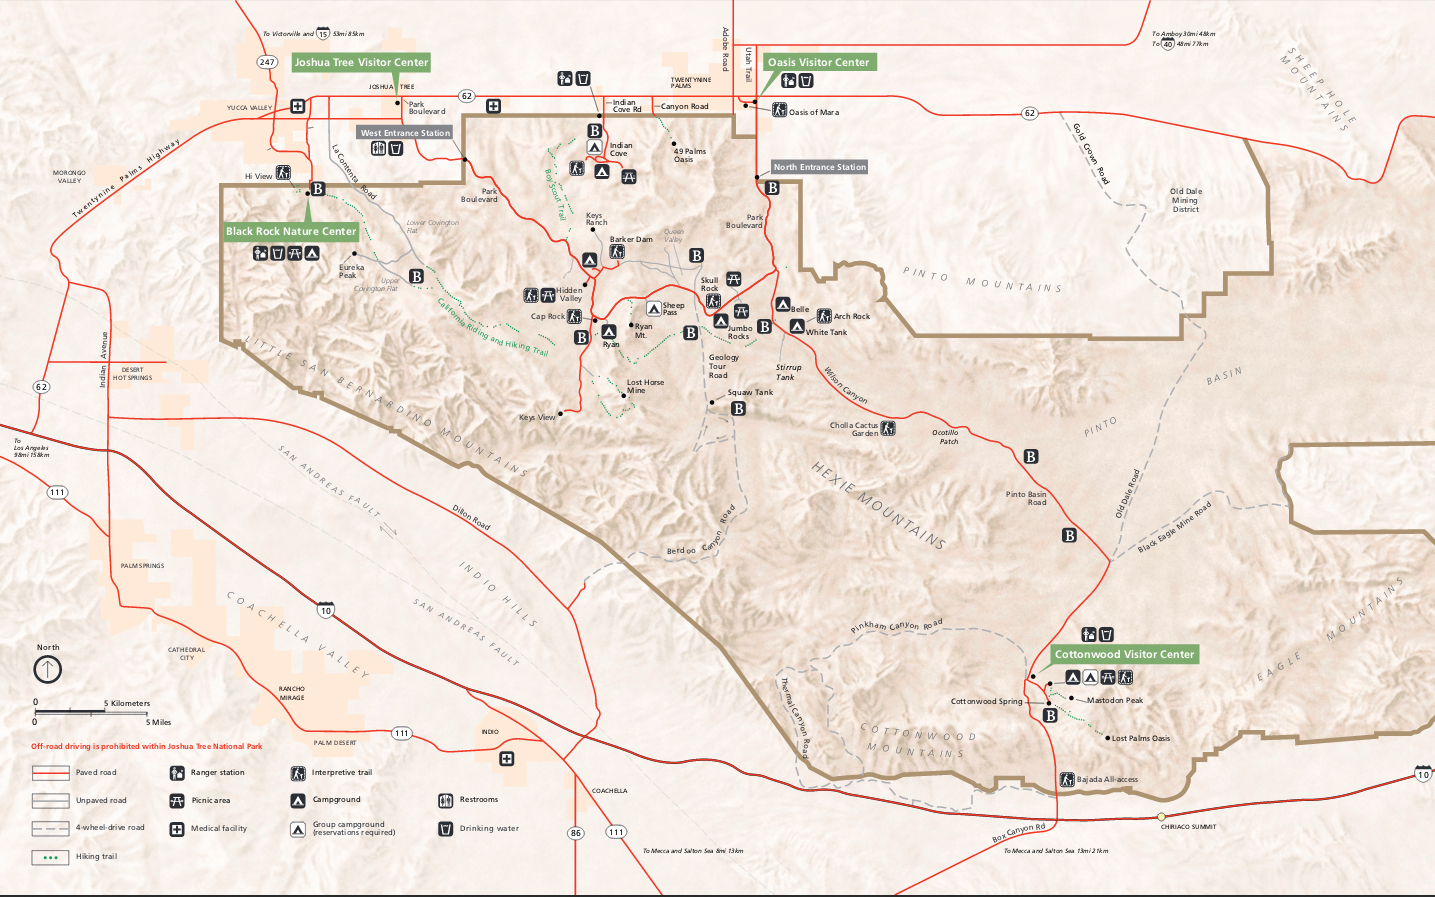 To Victorville and 15 53mi 85km
To Amboy 30mi 48km
To 40 48mi 77km
Adobe Road
Utah Trail
SHEEPHOLE
MOUNTAINS
247
Joshua Tree Visitor Center
Oasis Visitor Center
JOSHUA TREE
TWENTYNINE
PALMS
YUCCA VALLEY
62
Park
Boulevard
Indian
Cove Rd
Canyon Road
Oasis of Mara
62
West Entrance Station
B
Indian
Cove
49 Palms
Oasis
Gold Crown Road
Twentynine Palms Highway
La Contenta Road
MORONGO
VALLEY
Hi View
B
North Entrance Station
B
Old Dale
Mining
District
Park
Boulevard
Boy Scout Trail
Keys
Ranch
Park
Boulevard
Black Rock Nature Center
Lower Covington
Flat
Barker Dam
Queen
Valley
B
Eureka
Peak
B
Upper
Covington Flat
Skull
Rock
PINTO MOUNTAINS
Hidden
Valley
Cap Rock
Sheep
Pass
Belle
Arch Rock
White Tank
Jumbo
Rocks
B
B
B
Ryan
Ryan
Mt.
California Riding and Hiking Trail
Indian Avenue
LITTLE SAN BERNARDINO MOUNTAINS
Geology
Tour
Road
Stirrup
Tank
Wilson Canyon
Lost Horse
Mine
Squaw Tank
B
Keys View
DESERT
HOT SPRINGS
62
PINTO BASIN
Cholla Cactus
Garden
Ocotillo
Patch
To
Los Angeles
98mi 158km
B
HEXIE MOUNTAINS
SAN ANDREAS FAULT
111
Pinto Basin
Road
Old Dale Road
Black Eagle Mine Road
Dillon Road
B
Berdoo Canyon Road
PALM SPRINGS
INDIO HILLS
SAN ANDREAS FAULT
COACHELLA VALLEY
10
Pinkham Canyon Road
EAGLE MOUNTAINS
North
CATHEDRAL
CITY
Cottonwood Visitor Center
Thermal Canyon Road
RANCHO
MIRAGE
Cottonwood Spring
Mastodon Peak
B
0 5 Kilometers
0 5 Miles
COTTONWOOD
MOUNTAINS
Lost Palms Oasis
111
INDIO
PALM DESERT
Off-road driving is prohibited within Joshua Tree National Park
Paved road
Ranger station
Interpretive trail
Unpaved road
Picnic area
Campground
Restrooms
4-wheel-drive road
Medical facility
Group campground
(reservations required)
Drinking water
Hiking trail
Bajada All-access
10
COACHELLA
86
111
CHIRIACO SUMMIT
Box Canyon Rd
To Mecca and Salton Sea 8mi 13km
To Mecca and Salton Sea 13mi 21km